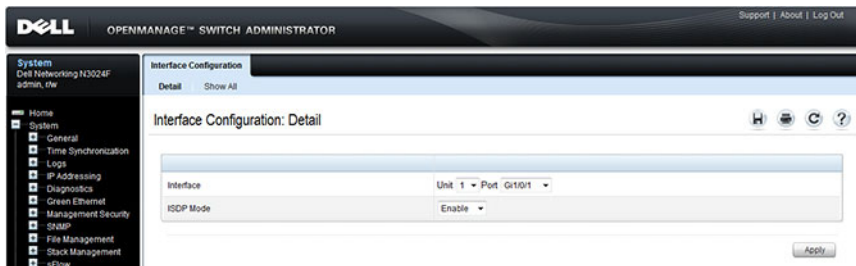 Support | About | Log Out
DELL OPENMANAGE™ SWITCH ADMINISTRATOR
System
Dell Networking N3024F
admin, r/w
Home
System
General
Time Synchronization
Logs
IP Addressing
Diagnostics
Green Ethernet
Management Security
SNMP
File Management
Stack Management
sFlow
Interface Configuration
Detail Show All
Interface Configuration: Detail
Interface Unit 1 Port Gi1/0/1
ISDP Mode Enable
Apply